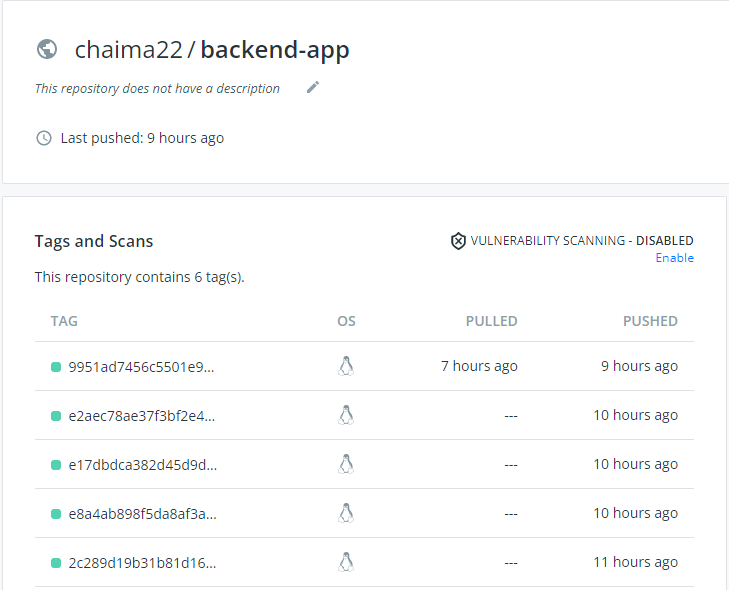 chaima22 / backend-app
This repository does not have a description
Last pushed: 9 hours ago
Tags and Scans
VULNERABILITY SCANNING - DISABLED
Enable
This repository contains 6 tag(s).
TAG OS PULLED PUSHED
9951ad7456c5501e9... 7 hours ago 9 hours ago
e2aec78ae37f3bf2e4... --- 10 hours ago
e17dbdca382d45d9d... --- 10 hours ago
e8a4ab898f5da8af3a... --- 10 hours ago
2c289d19b31b81d16... --- 11 hours ago